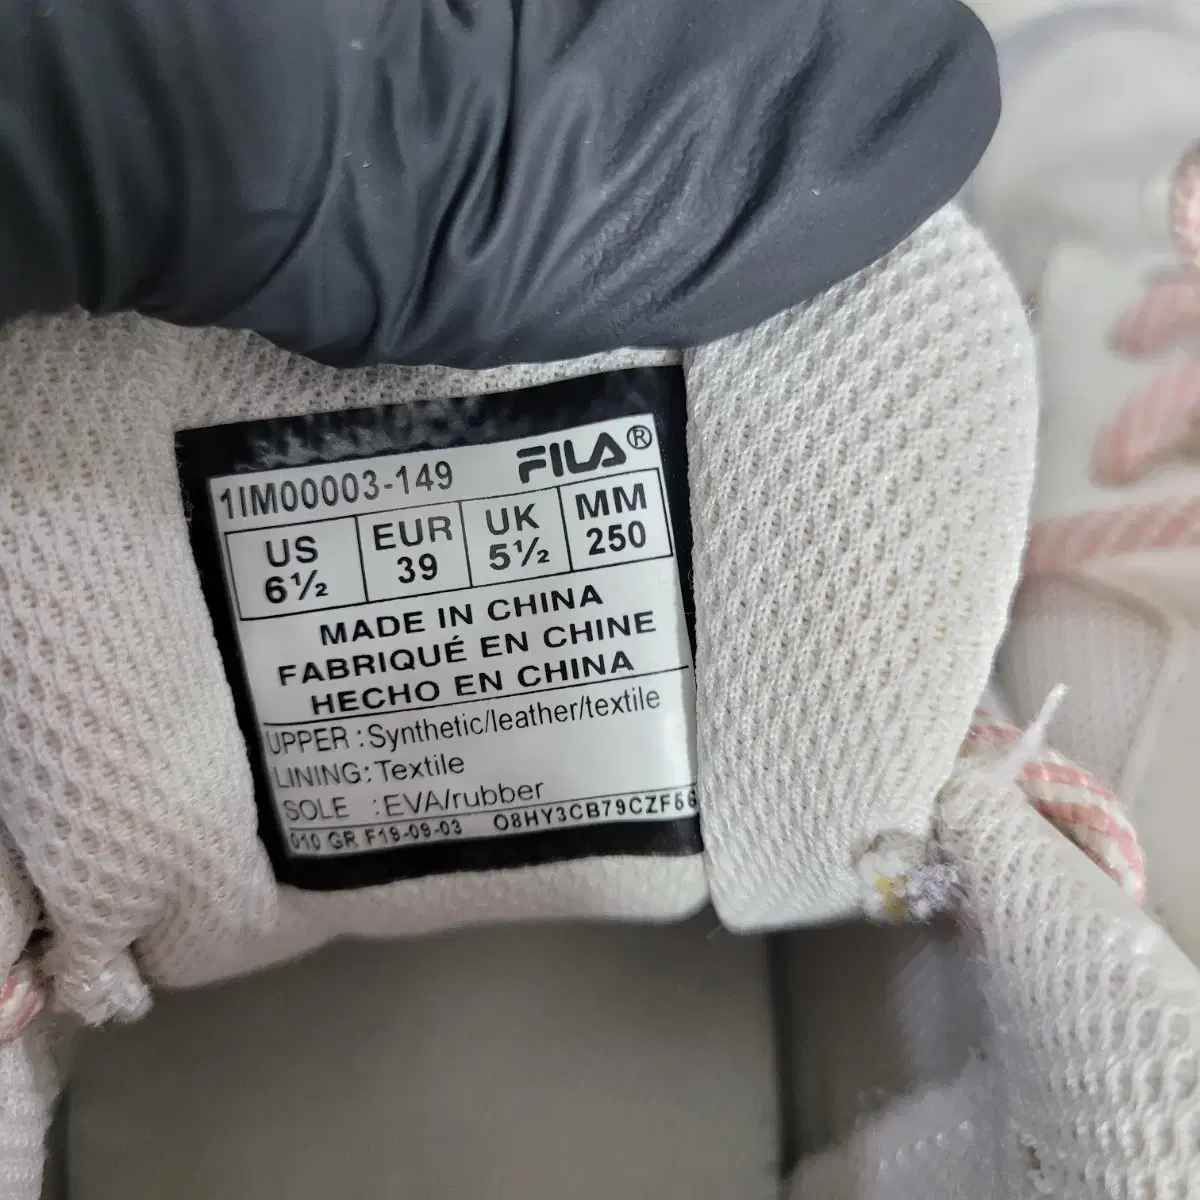 FILA®
1IM00003-149
US EUR UK MM
6½ 39 5½ 250
MADE IN CHINA
FABRIQUÉ EN CHINE
HECHO EN CHINA
UPPER : Synthetic/leather/textile
LINING: Textile
SOLE : EVA/rubber
010 GR F19-09-03 O8HY3CB79CZF66